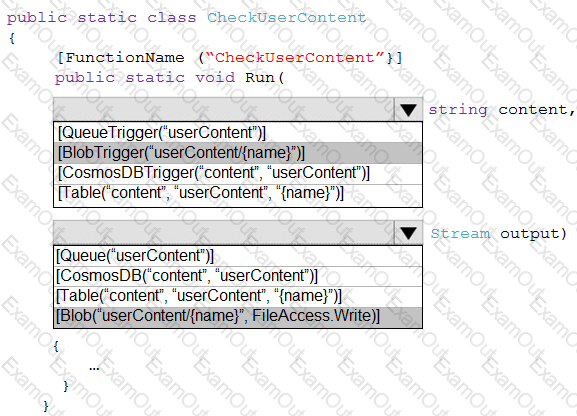 public static class CheckUserContent
{
[FunctionName (“CheckUserContent”}]
public static void Run(
string content,
[QueueTrigger(“userContent”)]
[BlobTrigger(“userContent/{name}”)]
[CosmosDBTrigger(“content”, “userContent”)]
[Table(“content”, “userContent”, “{name}”)]
Stream output)
[Queue(“userContent”)]
[CosmosDB(“content”, “userContent”)]
[Table(“content”, “userContent”, “{name}”)]
[Blob(“userContent/{name}”, FileAccess.Write)]
{
...
}
}